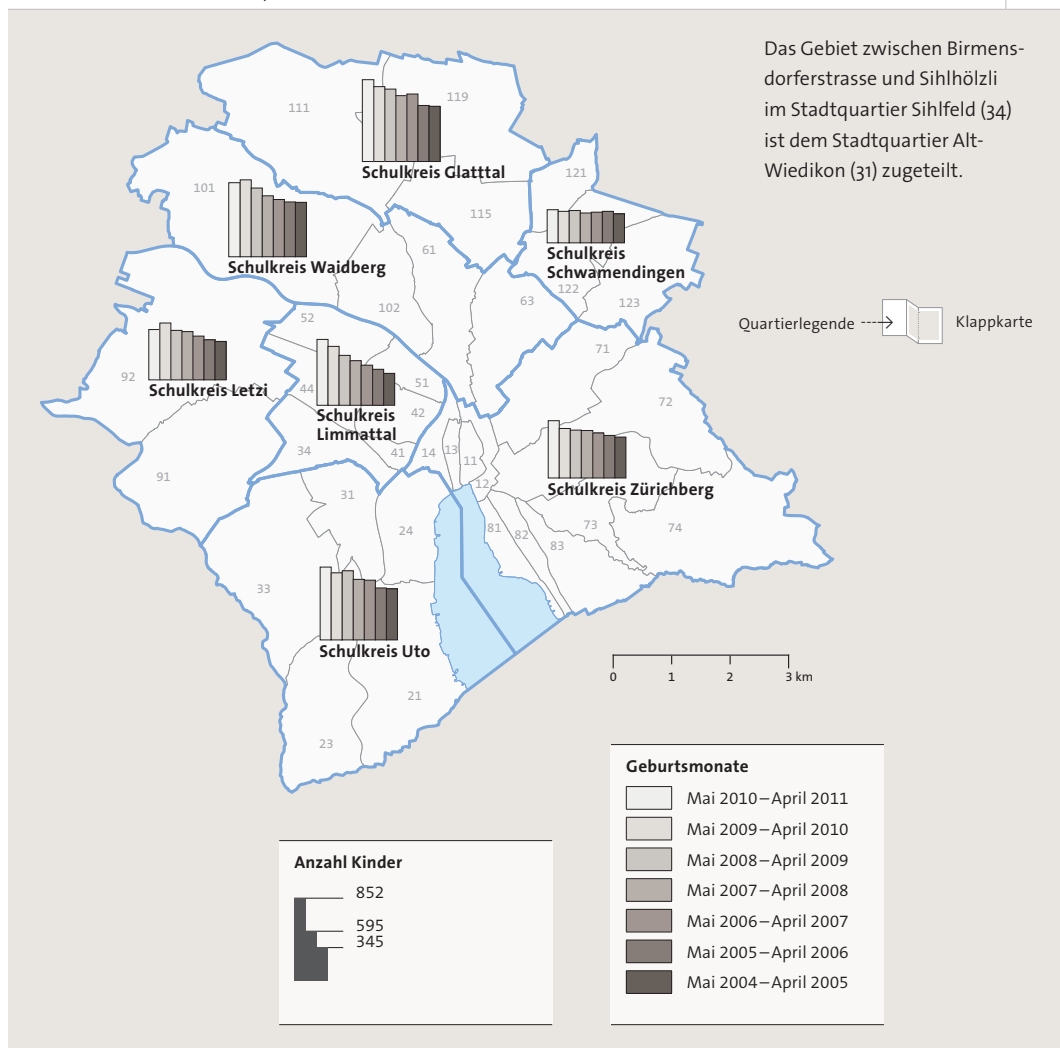 Das Gebiet zwischen Birmens-
dorferstrasse und Sihlhölzli
im Stadtquartier Sihlfeld (34)
ist dem Stadtquartier Alt-
Wiedikon (31) zugeteilt.
111
119
Schulkreis Glatttal
121
101
115
Schulkreis
Schwamendingen
61
Schulkreis Waidberg
122
63
123
102
52
Quartierlegende
Klappkarte
71
92
Schulkreis Letzi
44
51
72
42
Schulkreis
Limmattal
34
41
14
13
11
91
12
Schulkreis Zürichberg
31
24
81
82
83
73
74
33
Schulkreis Uto
21
23
0 1 2 3 km
Anzahl Kinder
852
595
345
Geburtsmonate
Mai 2010–April 2011
Mai 2009–April 2010
Mai 2008–April 2009
Mai 2007–April 2008
Mai 2006–April 2007
Mai 2005–April 2006
Mai 2004–April 2005